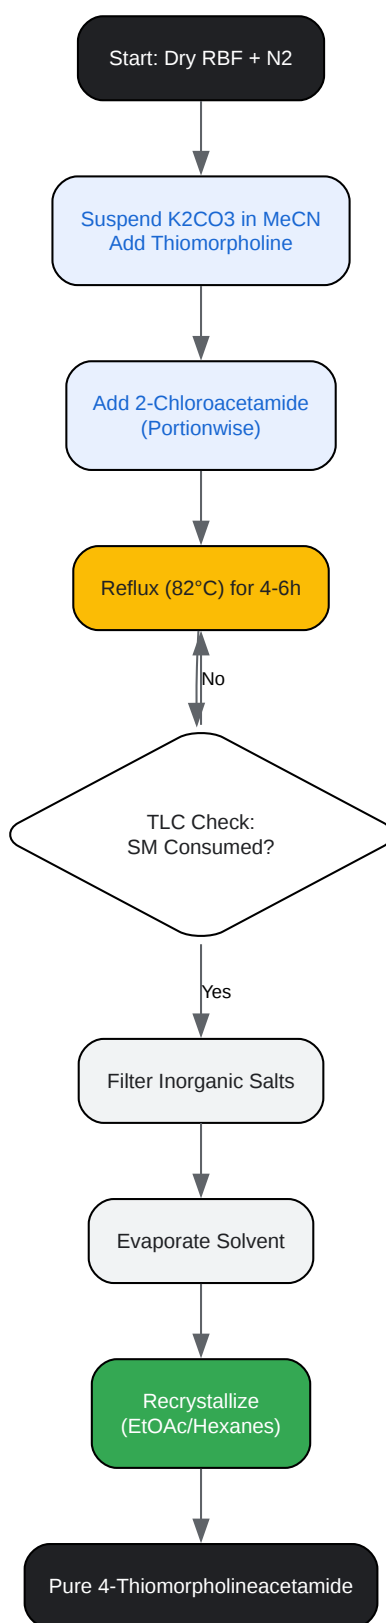 Start: Dry RBF + N2
Suspend K2CO3 in MeCN
Add Thiomorpholine
Add 2-Chloroacetamide
(Portionwise)
Reflux (82°C) for 4-6h
No
TLC Check:
SM Consumed?
Yes
Filter Inorganic Salts
Evaporate Solvent
Recrystallize
(EtOAc/Hexanes)
Pure 4-Thiomorpholineacetamide